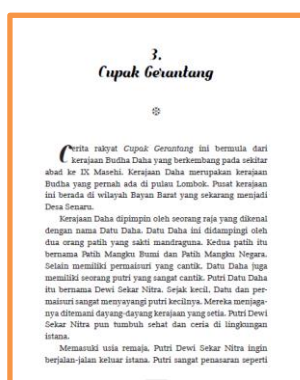 3.
Cupak Gerantang
Cerita rakyat Cupak Gerantang ini bermula dari
kerajaan Budha Daha yang berkembang pada sekitar
abad ke IX Masehi. Kerajaan Daha merupakan kerajaan
Budha yang pernah ada di pulau Lombok. Pusat kerajaan
ini berada di wilayah Bayan Barat yang sekarang menjadi
Desa Senaru.
Kerajaan Daha dipimpin oleh seorang raja yang dikenal
dengan nama Datu Daha. Datu Daha ini didampingi oleh
dua orang patih yang sakti mandraguna. Kedua patih itu
bernama Patih Mangku Bumi dan Patih Mangku Negara.
Selain memiliki permaisuri yang cantik, Datu Daha juga
memiliki seorang putri yang sangat cantik. Putri Datu Daha
itu bernama Dewi Sekar Nitra. Sejak kecil, Datu dan per-
maisuri sangat menyayangi putri kecilnya. Mereka menjaga-
nya ditemani dayang-dayang kerajaan yang setia. Putri Dewi
Sekar Nitra pun tumbuh sehat dan ceria di lingkungan
istana.
Memasuki usia remaja, Putri Dewi Sekar Nitra ingin
berjalan-jalan keluar istana. Putri sangat penasaran seperti